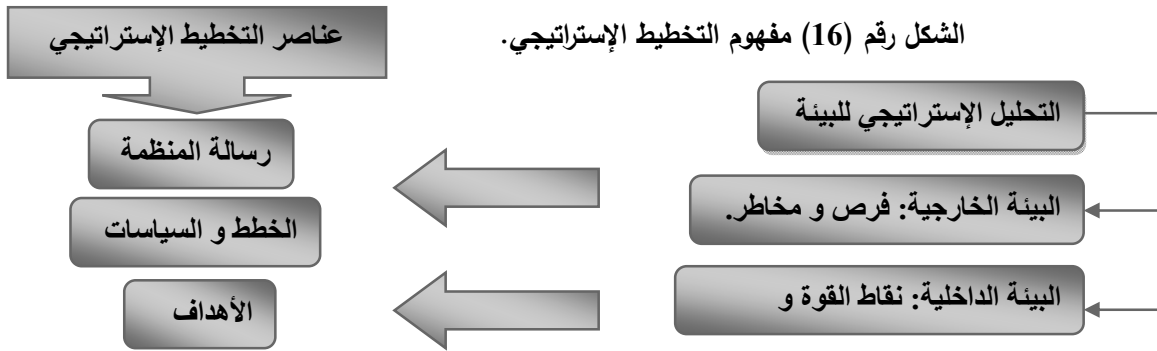 الشكل رقم (16) مفهوم التخطيط الإستراتيجي.
التحليل الإستراتيجي للبيئة
البيئة الخارجية: فرص و مخاطر.
البيئة الداخلية: نقاط القوة و
عناصر التخطيط الإستراتيجي
رسالة المنظمة
الخطط و السياسات
الأهداف